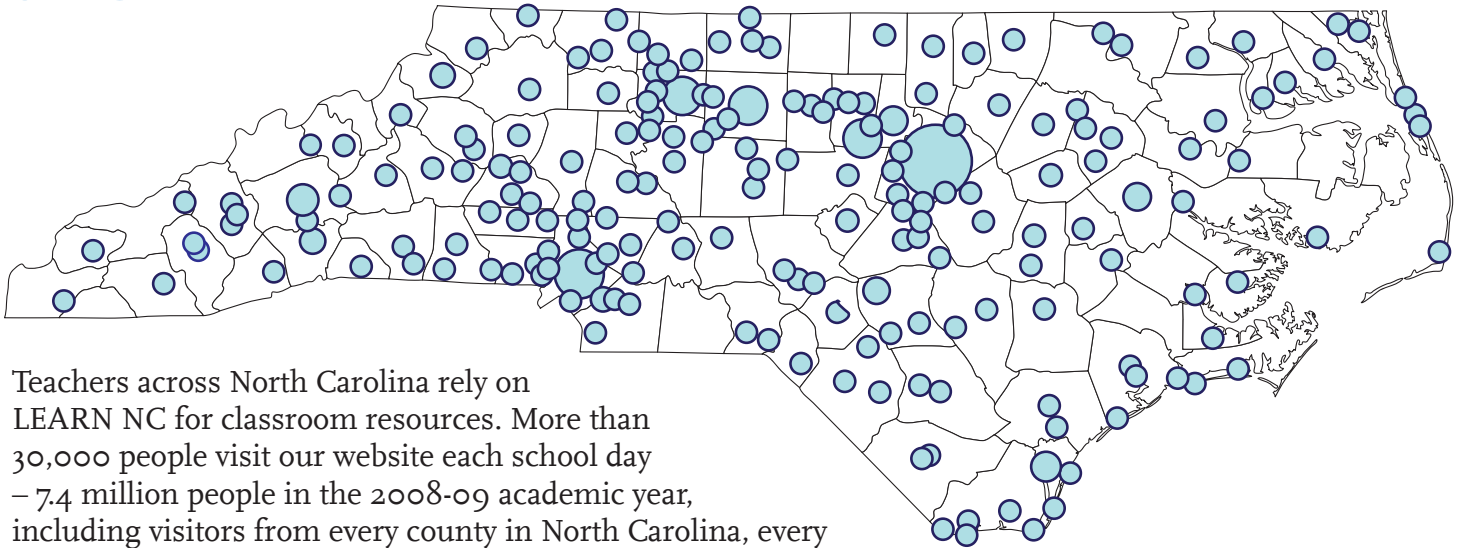 Teachers across North Carolina rely on
LEARN NC for classroom resources. More than
30,000 people visit our website each school day
– 7.4 million people in the 2008-09 academic year,
including visitors from every county in North Carolina, every